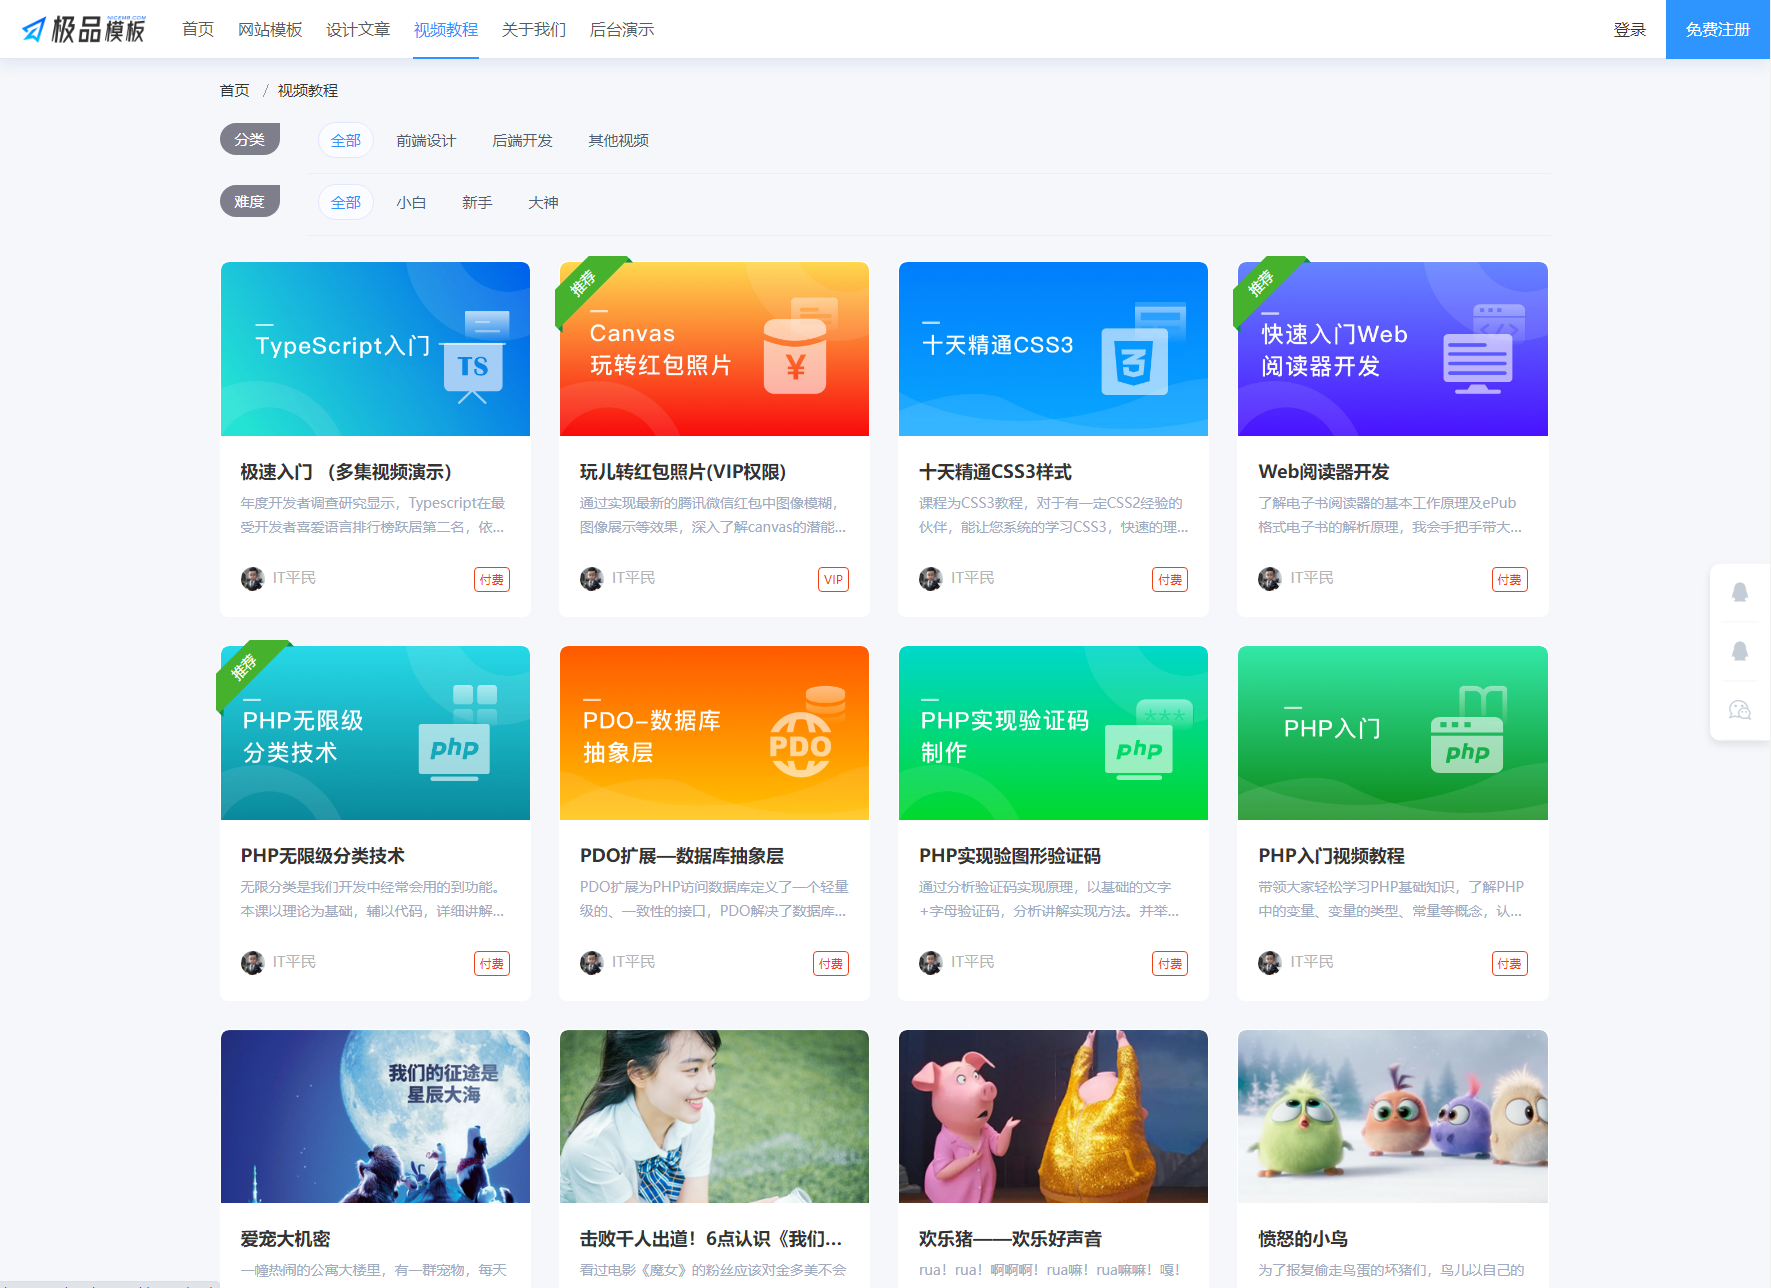 极品模板
首页 网站模板 设计文章 视频教程 关于我们 后台演示
登录 免费注册
首页 / 视频教程
分类 全部 前端设计 后端开发 其他视频
难度 全部 小白 新手 大神
TypeScript入门
TS
推荐
Canvas
玩转红包照片
¥
十天精通CSS3
3
推荐
快速入门Web
阅读器开发
</>
极速入门 （多集视频演示）
年度开发者调查研究显示，Typescript在最
受开发者喜爱语言排行榜跃居第二名，依...
IT平民 付费
玩儿转红包照片(VIP权限)
通过实现最新的腾讯微信红包中图像模糊，
图像展示等效果，深入了解canvas的潜能...
IT平民 VIP
十天精通CSS3样式
课程为CSS3教程，对于有一定CSS2经验的
伙伴，能让您系统的学习CSS3，快速的理...
IT平民 付费
Web阅读器开发
了解电子书阅读器的基本工作原理及ePub
格式电子书的解析原理，我会手把手带大...
IT平民 付费
推荐
PHP无限级
分类技术
php
PDO-数据库
抽象层
PDO
PHP实现验证码
制作
***
php
PHP入门
php
PHP无限级分类技术
无限分类是我们开发中经常会用的到功能。
本课以理论为基础，辅以代码，详细讲解...
IT平民 付费
PDO扩展—数据库抽象层
PDO扩展为PHP访问数据库定义了一个轻量
级的、一致性的接口，PDO解决了数据库...
IT平民 付费
PHP实现验图形验证码
通过分析验证码实现原理，以基础的文字
+字母验证码，分析讲解实现方法。并举...
IT平民 付费
PHP入门视频教程
带领大家轻松学习PHP基础知识，了解PHP
中的变量、变量的类型、常量等概念，认...
IT平民 付费
我们的征途是
星辰大海
爱宠大机密
一幢热闹的公寓大楼里，有一群宠物，每天
击败千人出道！6点认识《我们...
看过电影《魔女》的粉丝应该对金多美不会
欢乐猪——欢乐好声音
rua！rua！啊啊啊！rua嘛！rua嘛嘛！嘎！
愤怒的小鸟
为了报复偷走鸟蛋的坏猪们，鸟儿以自己的